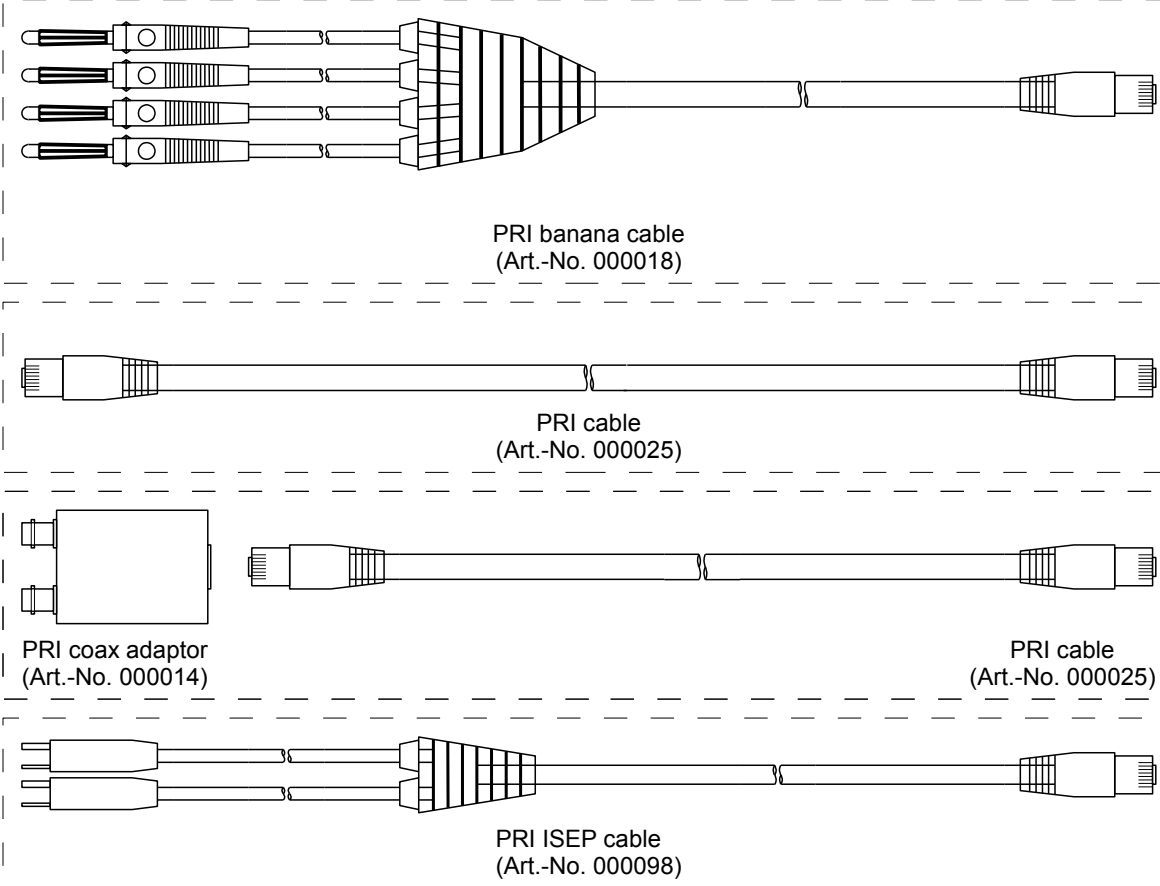 PRI banana cable
(Art.-No. 000018)
PRI cable
(Art.-No. 000025)
PRI coax adaptor
(Art.-No. 000014)
PRI cable
(Art.-No. 000025)
PRI ISEP cable
(Art.-No. 000098)